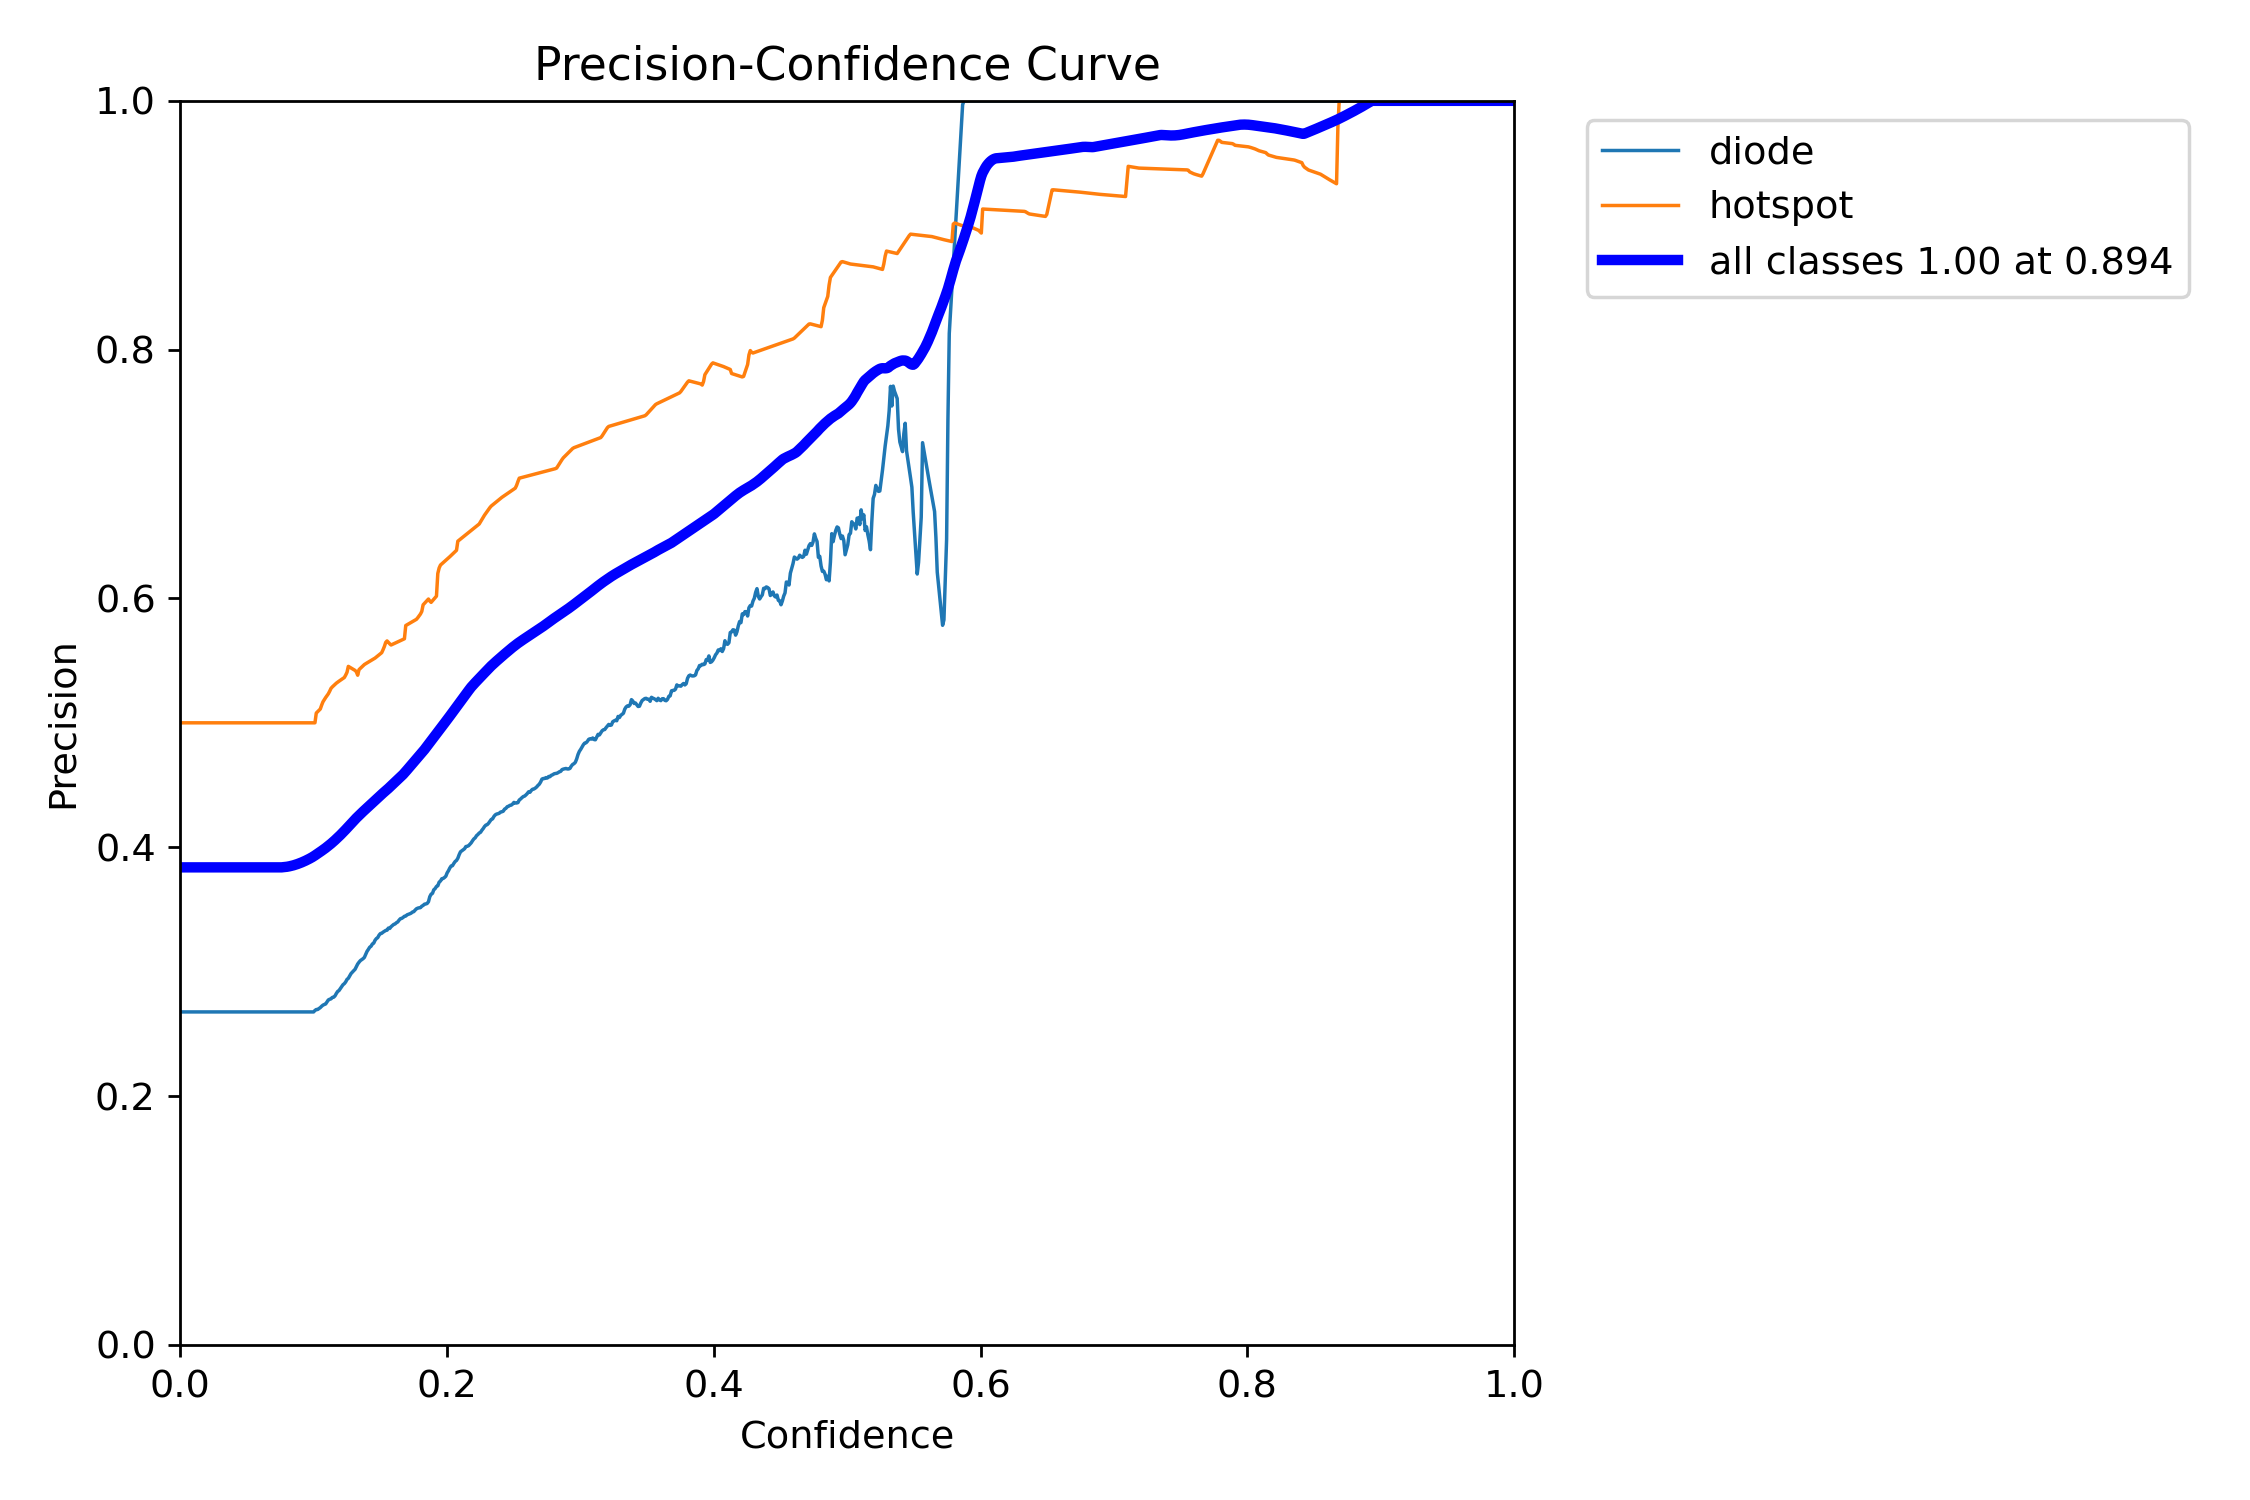 Precision-Confidence Curve
1.0
0.8
0.6
0.4
0.2
0.0
Precision
0.0 0.2 0.4 0.6 0.8 1.0
Confidence
diode
hotspot
all classes 1.00 at 0.894